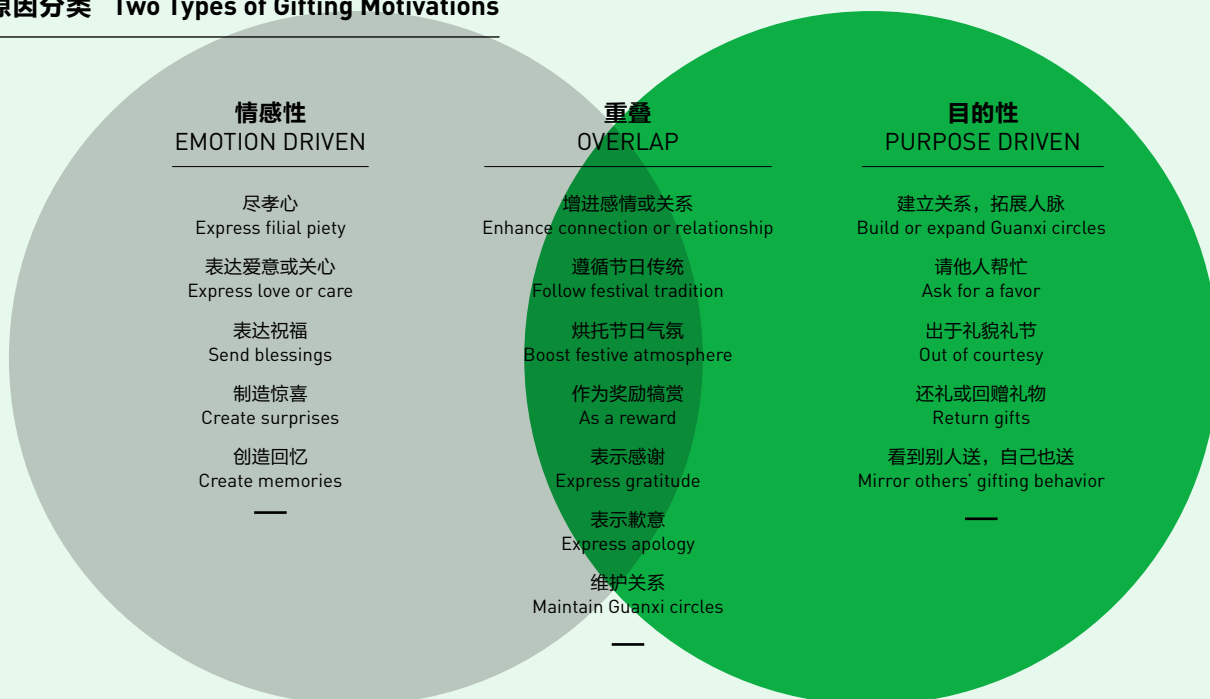 原因分类 Two Types of Gifting Motivations
情感性
EMOTION DRIVEN
尽孝心
Express filial piety
表达爱意或关心
Express love or care
表达祝福
Send blessings
制造惊喜
Create surprises
创造回忆
Create memories
重叠
OVERLAP
增进感情或关系
Enhance connection or relationship
遵循节日传统
Follow festival tradition
烘托节日气氛
Boost festive atmosphere
作为奖励犒赏
As a reward
表示感谢
Express gratitude
表示歉意
Express apology
维护关系
Maintain Guanxi circles
目的性
PURPOSE DRIVEN
建立关系，拓展人脉
Build or expand Guanxi circles
请他人帮忙
Ask for a favor
出于礼貌礼节
Out of courtesy
还礼或回赠礼物
Return gifts
看到别人送，自己也送
Mirror others' gifting behavior